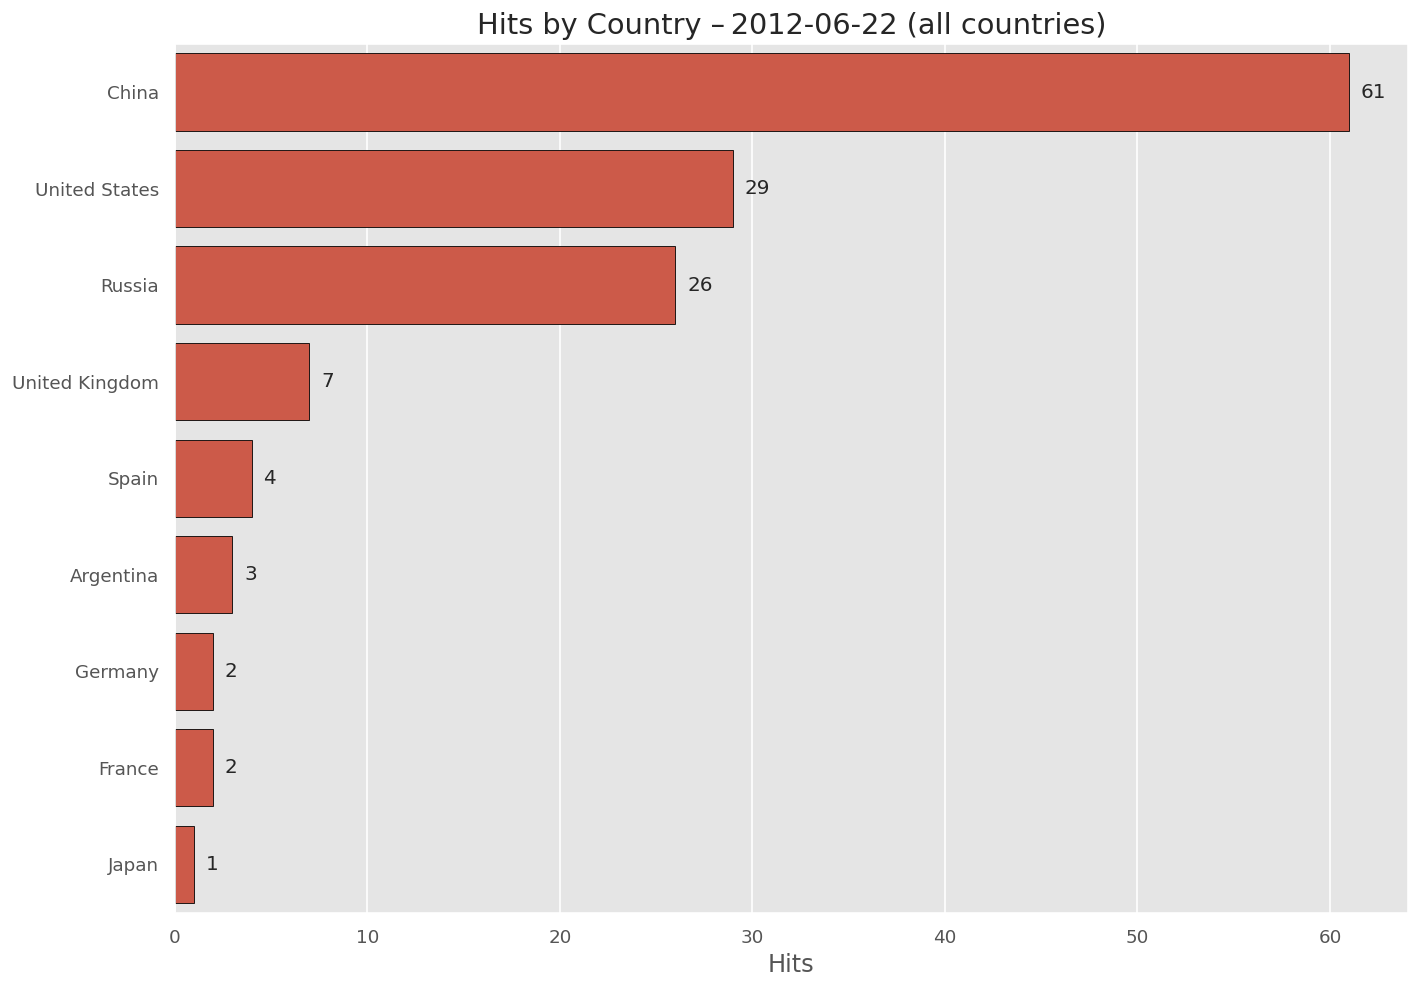 Hits by Country – 2012-06-22 (all countries)
China 61
United States 29
Russia 26
United Kingdom 7
Spain 4
Argentina 3
Germany 2
France 2
Japan 1
0 10 20 30 40 50 60
Hits